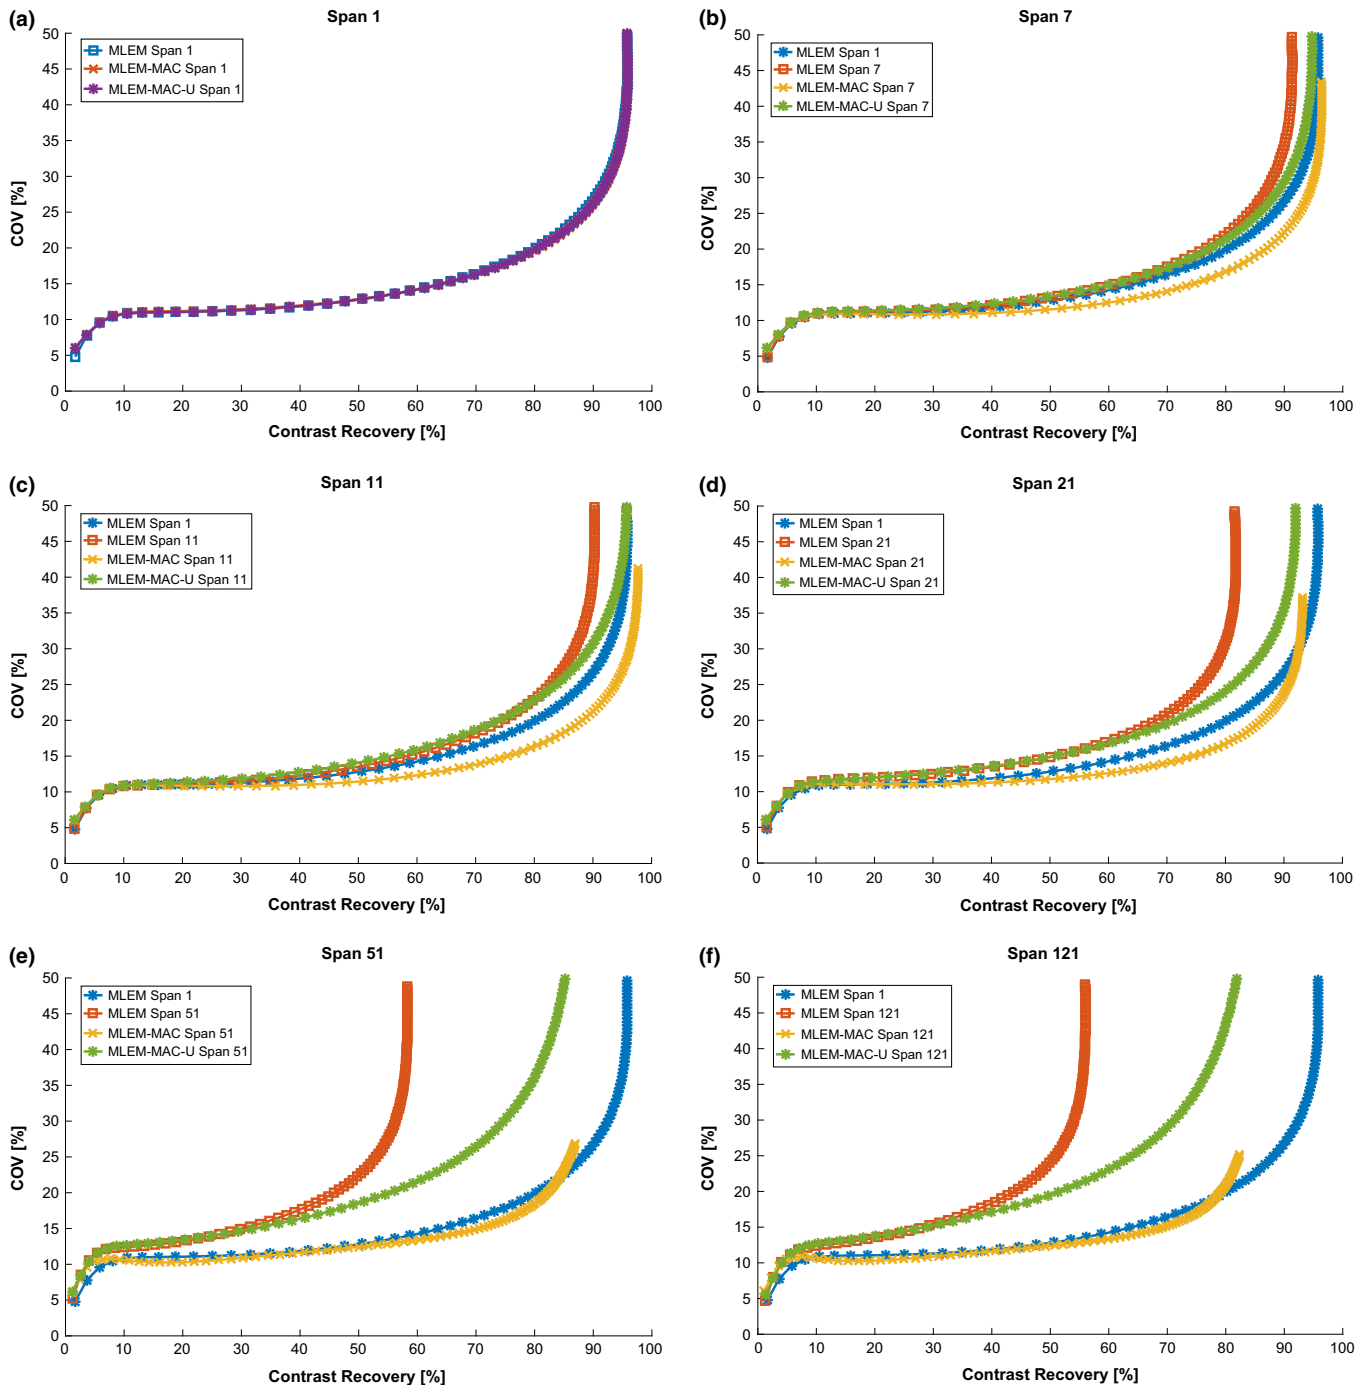 (a)
Span 1
50
45
40
35
30
25
20
15
10
5
0
COV [%]
MLEM Span 1
MLEM-MAC Span 1
MLEM-MAC-U Span 1
0 10 20 30 40 50 60 70 80 90 100
Contrast Recovery [%]
(b)
Span 7
50
45
40
35
30
25
20
15
10
5
0
COV [%]
MLEM Span 1
MLEM Span 7
MLEM-MAC Span 7
MLEM-MAC-U Span 7
0 10 20 30 40 50 60 70 80 90 100
Contrast Recovery [%]
(c)
Span 11
50
45
40
35
30
25
20
15
10
5
0
COV [%]
MLEM Span 1
MLEM Span 11
MLEM-MAC Span 11
MLEM-MAC-U Span 11
0 10 20 30 40 50 60 70 80 90 100
Contrast Recovery [%]
(d)
Span 21
50
45
40
35
30
25
20
15
10
5
0
COV [%]
MLEM Span 1
MLEM Span 21
MLEM-MAC Span 21
MLEM-MAC-U Span 21
0 10 20 30 40 50 60 70 80 90 100
Contrast Recovery [%]
(e)
Span 51
50
45
40
35
30
25
20
15
10
5
0
COV [%]
MLEM Span 1
MLEM Span 51
MLEM-MAC Span 51
MLEM-MAC-U Span 51
0 10 20 30 40 50 60 70 80 90 100
Contrast Recovery [%]
(f)
Span 121
50
45
40
35
30
25
20
15
10
5
0
COV [%]
MLEM Span 1
MLEM Span 121
MLEM-MAC Span 121
MLEM-MAC-U Span 121
0 10 20 30 40 50 60 70 80 90 100
Contrast Recovery [%]